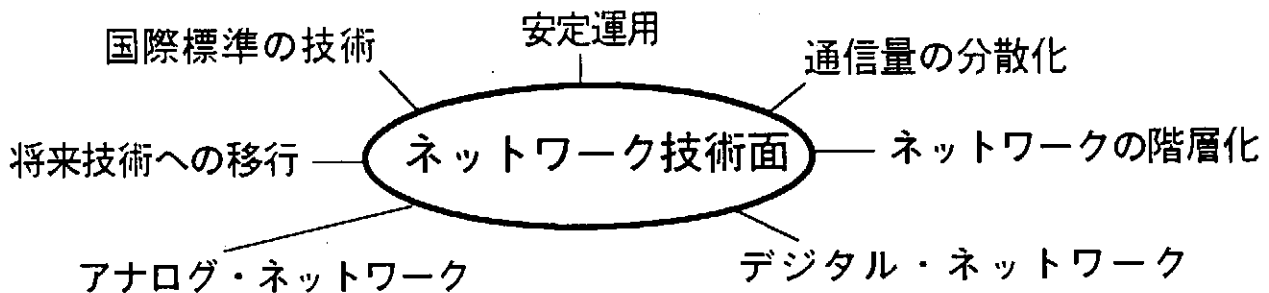 安定運用
国際標準の技術
通信量の分散化
将来技術への移行
ネットワーク技術面
ネットワークの階層化
アナログ・ネットワーク
デジタル・ネットワーク